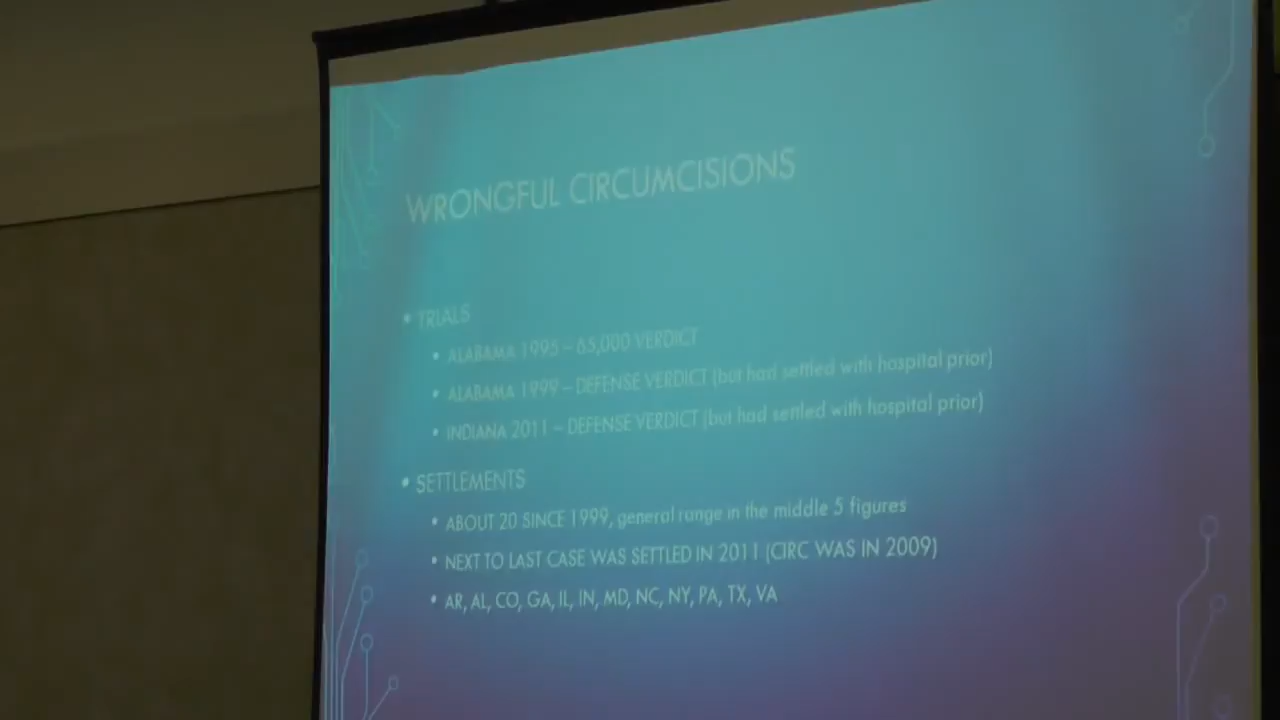 WRONGFUL CIRCUMCISIONS
• TRIALS
• ALABAMA 1995 – 65,000 VERDICT
• ALABAMA 1999 – DEFENSE VERDICT (but had settled with hospital prior)
• INDIANA 2011 – DEFENSE VERDICT (but had settled with hospital prior)
• SETTLEMENTS
• ABOUT 20 SINCE 1999, general range in the middle 5 figures
• NEXT TO LAST CASE WAS SETTLED IN 2011 (CIRC WAS IN 2009)
• AR, AL, CO, GA, IL, IN, MD, NC, NY, PA, TX, VA